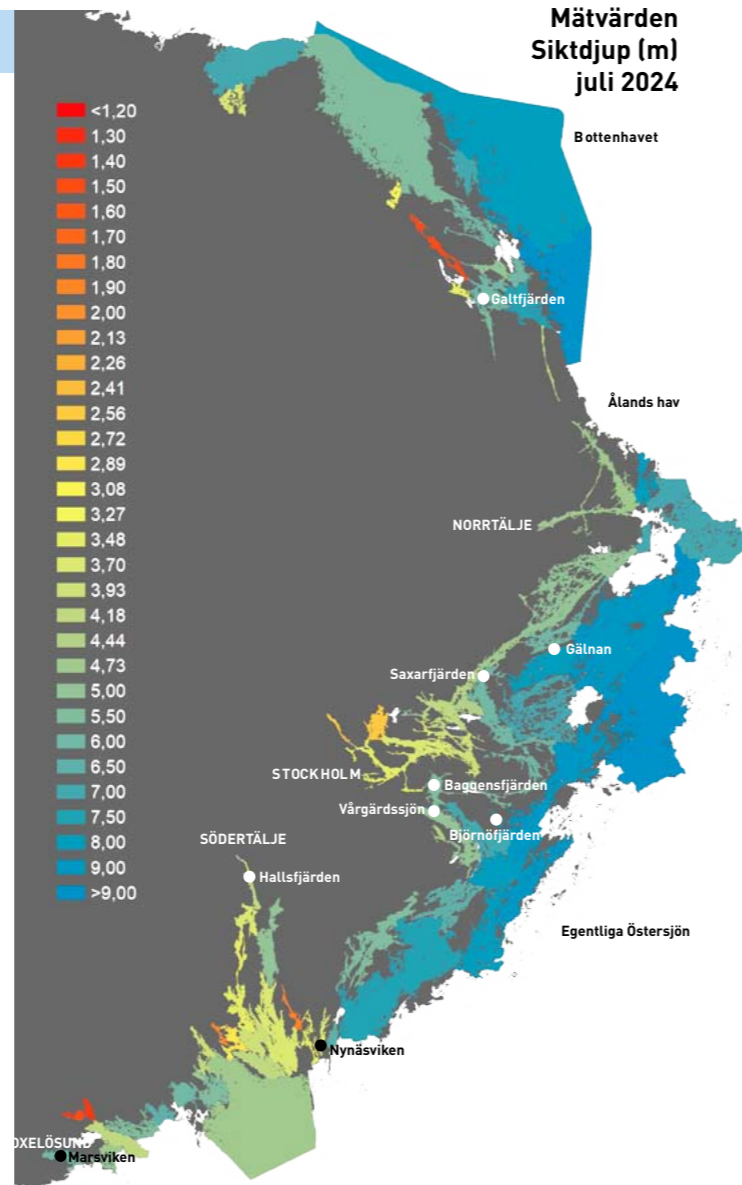 Mätvärden
Siktdjup (m)
juli 2024
<1,20
1,30
1,40
1,50
1,60
1,70
1,80
1,90
2,00
2,13
2,26
2,41
2,56
2,72
2,89
3,08
3,27
3,48
3,70
3,93
4,18
4,44
4,73
5,00
5,50
6,00
6,50
7,00
7,50
8,00
9,00
>9,00
Bottenhavet
Galtfjärden
Ålands hav
NORRTÄLJE
Gälnan
Saxarfjärden
STOCKHOLM
Baggensfjärden
Vårgärdssjön
Björnöfjärden
SÖDERTÄLJE
Hallsfjärden
Egentliga Östersjön
Nynäsviken
OXELÖSUND
Marsviken